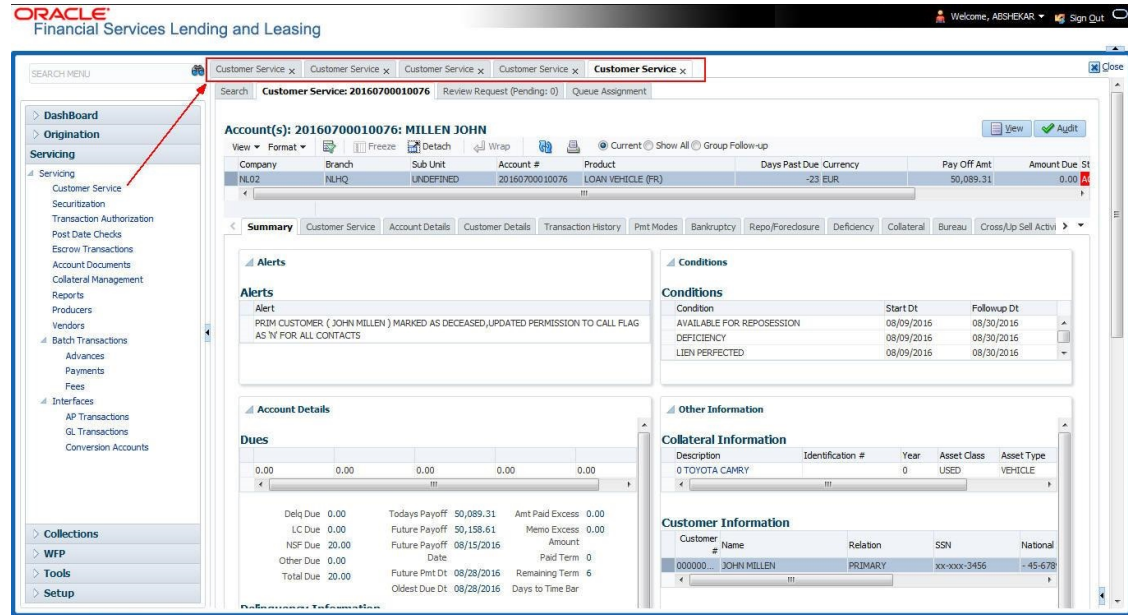 ORACLE
Financial Services Lending and Leasing
Welcome, ABSHEKAR
Sign Out
SEARCH MENU
Customer Service x Customer Service x Customer Service x Customer Service x Customer Service x
Close
Search Customer Service: 20160700010076 Review Request (Pending: 0) Queue Assignment
DashBoard
Origination
Servicing
Servicing
Customer Service
Securitization
Transaction Authorization
Post Date Checks
Escrow Transactions
Account Documents
Collateral Management
Reports
Producers
Vendors
Batch Transactions
Advances
Payments
Fees
Interfaces
AP Transactions
GL Transactions
Conversion Accounts
Collections
WFP
Tools
Setup
Account(s): 20160700010076: MILLEN JOHN
View Audit
View Format Freeze Detach Wrap Current Show All Group Follow-up
Company Branch Sub Unit Account # Product Days Past Due Currency Pay Off Amt Amount Due St
NL02 NLHQ UNDEFINED 20160700010076 LOAN VEHICLE (FR) -23 EUR 50,089.31 0.00
Summary Customer Service Account Details Customer Details Transaction History Pmt Modes Bankruptcy Repo/Foredosure Deficiency Collateral Bureau Cross/Up Sell Activi
Alerts
Alerts
Alert
PRIM CUSTOMER ( JOHN MILLEN ) MARKED AS DECEASED,UPDATED PERMISSION TO CALL FLAG
AS 'N' FOR ALL CONTACTS
Conditions
Conditions
Condition Start Dt Followup Dt
AVAILABLE FOR REPOSESSION 08/09/2016 08/30/2016
DEFICIENCY 08/09/2016 08/30/2016
LIEN PERFECTED 08/09/2016 08/30/2016
Account Details
Dues
0.00 0.00 0.00 0.00 0.00
Delq Due 0.00 Todays Payoff 50,089.31 Amt Paid Excess 0.00
LC Due 0.00 Future Payoff 50,158.61 Memo Excess Amount 0.00
NSF Due 20.00 Future Payoff Date 08/15/2016 Paid Term 0
Other Due 0.00 Future Pmt Dt 08/28/2016 Remaining Term 6
Total Due 20.00 Oldest Due Dt 08/28/2016 Days to Time Bar
Delinquency Information
Other Information
Collateral Information
Description Identification # Year Asset Class Asset Type
0 TOYOTA CAMRY 0 USED VEHICLE
Customer Information
Customer # Name Relation SSN National
000000... JOHN MILLEN PRIMARY xx-xxx-3456 - 45-678